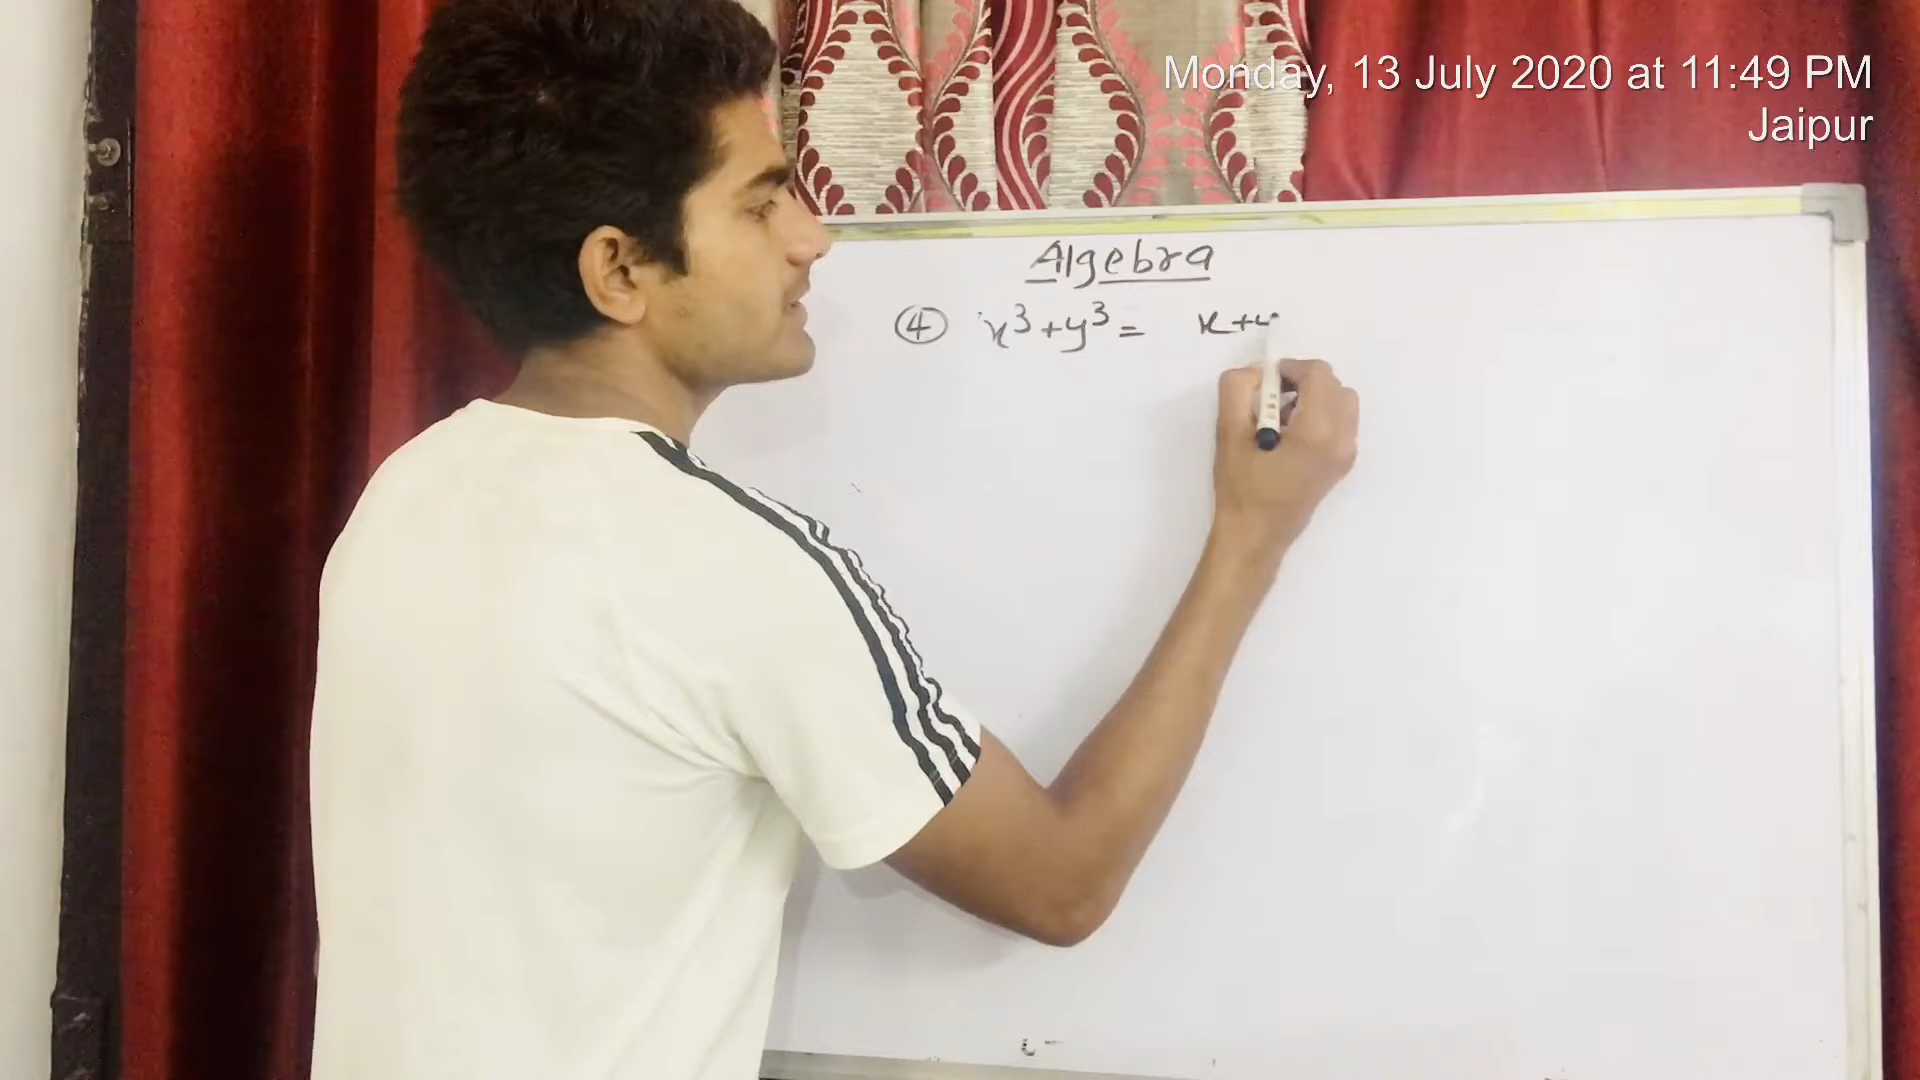 Monday, 13 July 2020 at 11:49 PM
Jaipur
Algebra
④ x³+y³= x+y